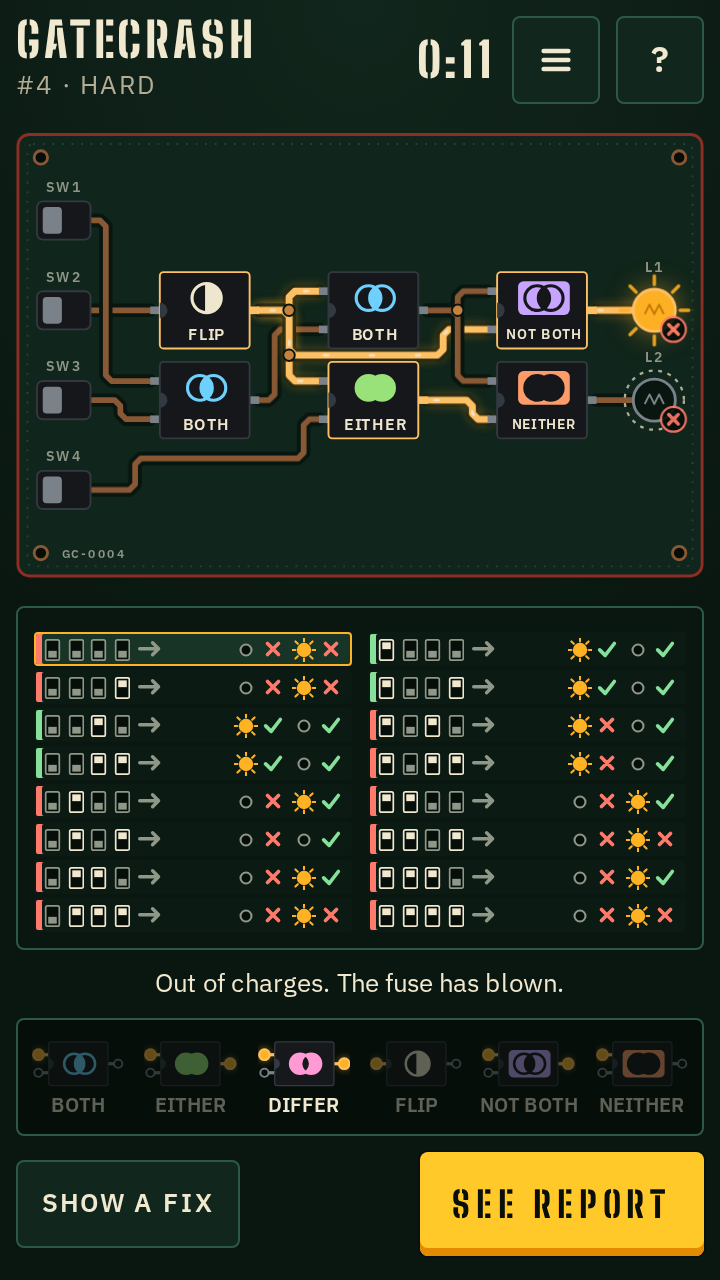 GATECRASH
#4 · HARD
0:11
?
SW1
SW2
SW3
SW4
FLIP
BOTH
NOT BOTH
BOTH
EITHER
NEITHER
L1
L2
GC-0004
Out of charges. The fuse has blown.
BOTH
EITHER
DIFFER
FLIP
NOT BOTH
NEITHER
SHOW A FIX
SEE REPORT